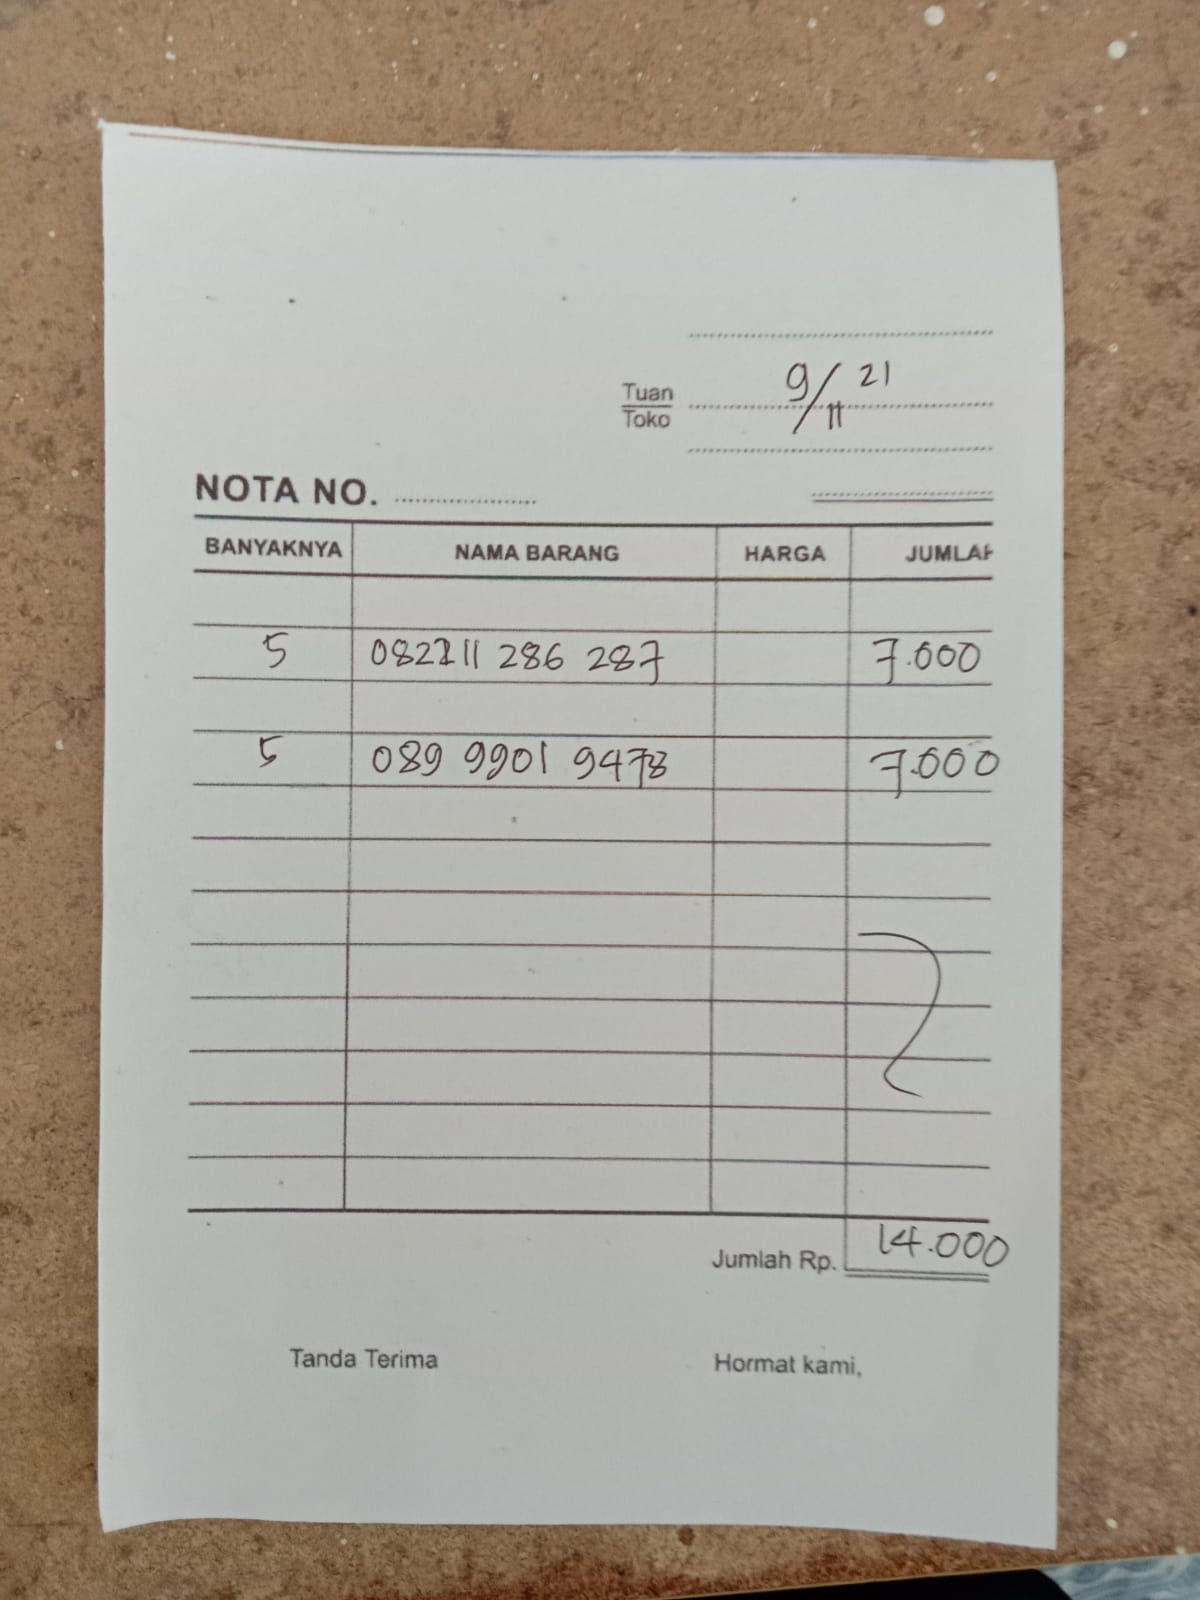 9/11 21
Tuan
Toko
NOTA NO. ....................
BANYAKNYA NAMA BARANG HARGA JUMLAH
5 082211 286 287 7.000
5 089 9901 9478 7.000
Jumlah Rp. 14.000
Tanda Terima Hormat kami,